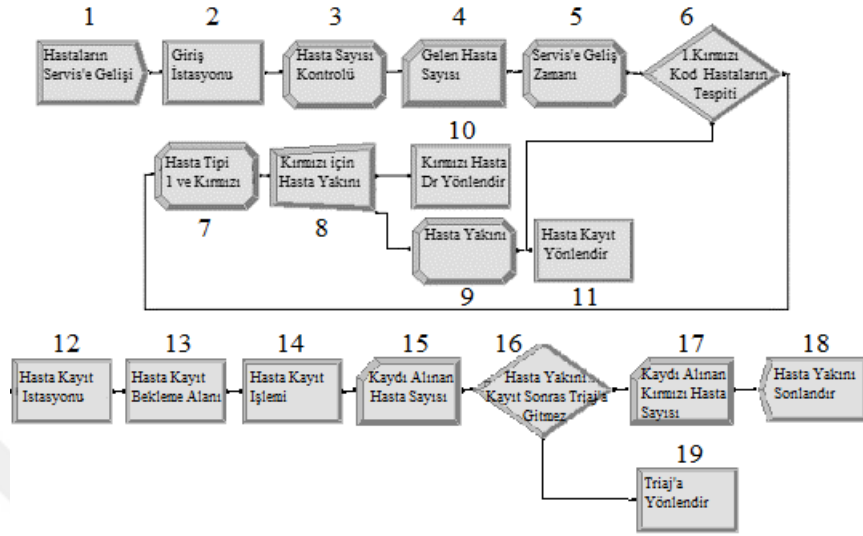 1
Hastaların
Servis'e Gelişi
2
Giriş
İstasyonu
3
Hasta Sayısı
Kontrolü
4
Gelen Hasta
Sayısı
5
Servis'e Geliş
Zamanı
6
1.Kırmızı
Kod Hastaların
Tespiti
Hasta Tipi
1 ve Kırmızı
7
Kırmızı için
Hasta Yakını
8
10
Kırmızı Hasta
Dr Yönlendir
Hasta Yakını
9
Hasta Kayıt
Yönlendir
11
12
Hasta Kayıt
Istasyonu
13
Hasta Kayıt
Bekleme Alanı
14
Hasta Kayıt
İşlemi
15
Kaydı Alınan
Hasta Sayısı
16
Hasta Yakını
Kayıt Sonras Triaj'a
Gitmez
17
Kaydı Alınan
Kırmızı Hasta
Sayısı
18
Hasta Yakını
Sonlandır
19
Triaj'a
Yönlendir